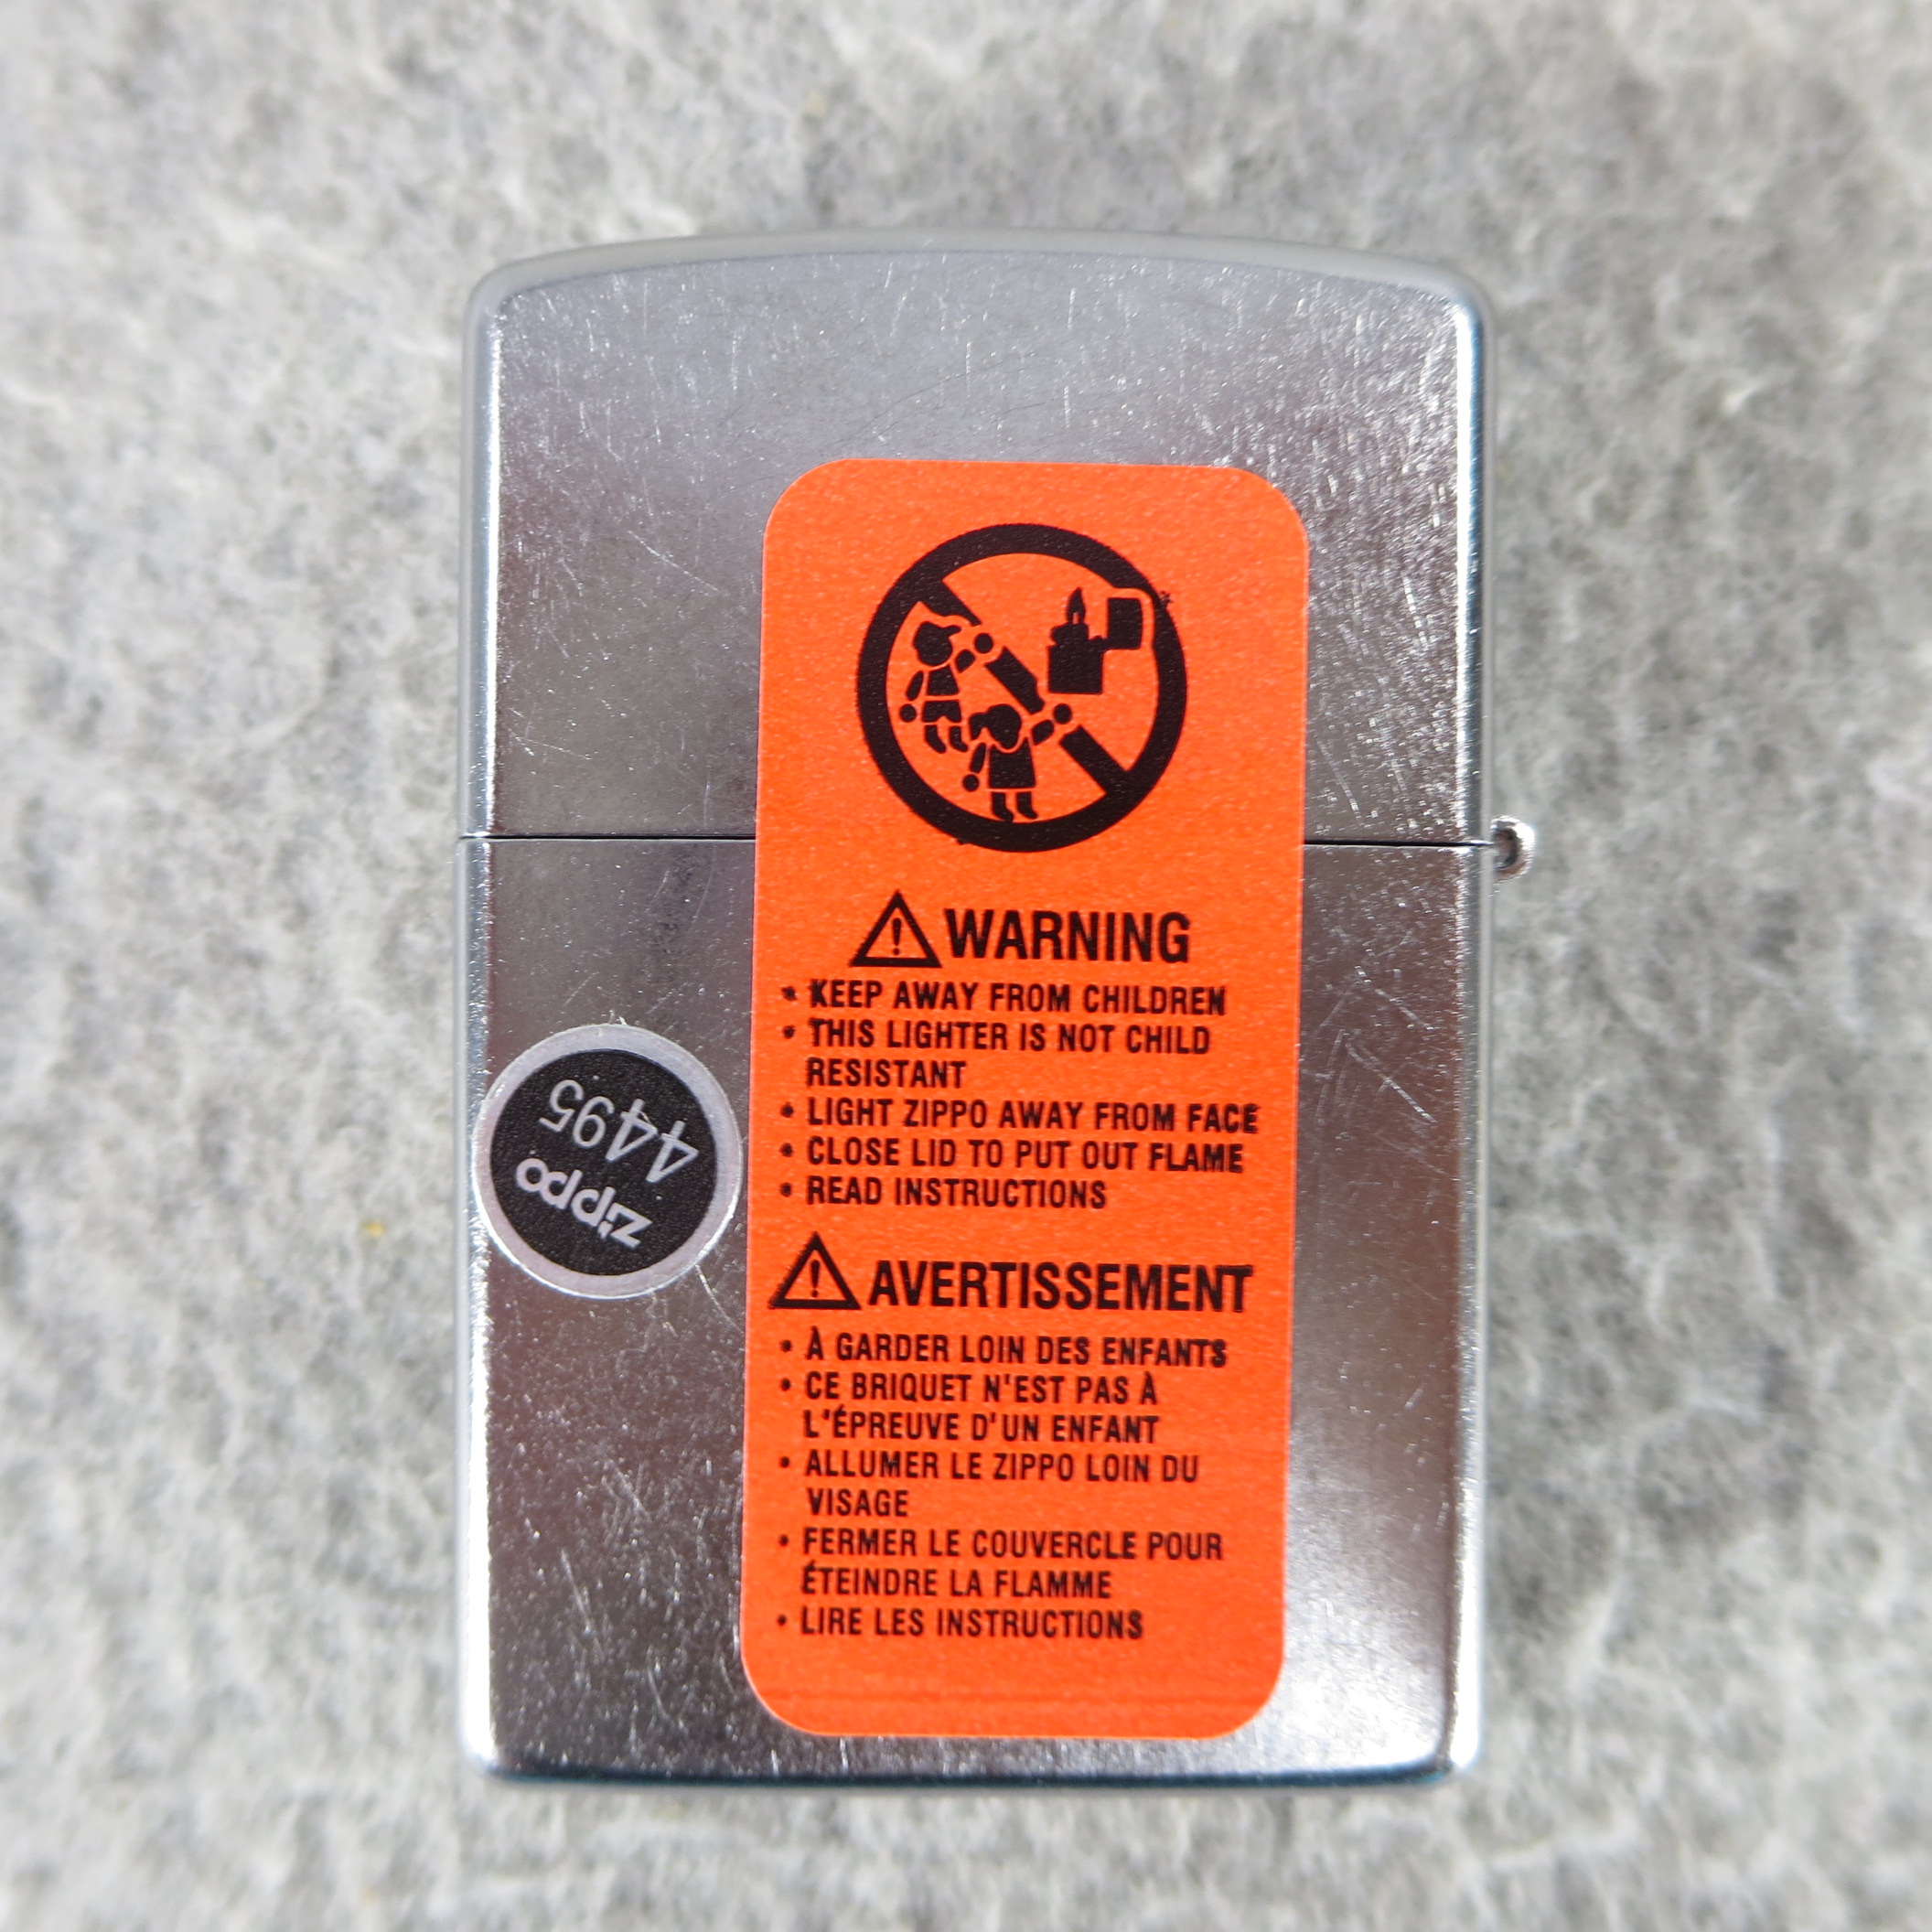 WARNING
• KEEP AWAY FROM CHILDREN
• THIS LIGHTER IS NOT CHILD
RESISTANT
• LIGHT ZIPPO AWAY FROM FACE
• CLOSE LID TO PUT OUT FLAME
• READ INSTRUCTIONS
AVERTISSEMENT
• À GARDER LOIN DES ENFANTS
• CE BRIQUET N'EST PAS À
L'ÉPREUVE D'UN ENFANT
• ALLUMER LE ZIPPO LOIN DU
VISAGE
• FERMER LE COUVERCLE POUR
ÉTEINDRE LA FLAMME
• LIRE LES INSTRUCTIONS
zippo
4495